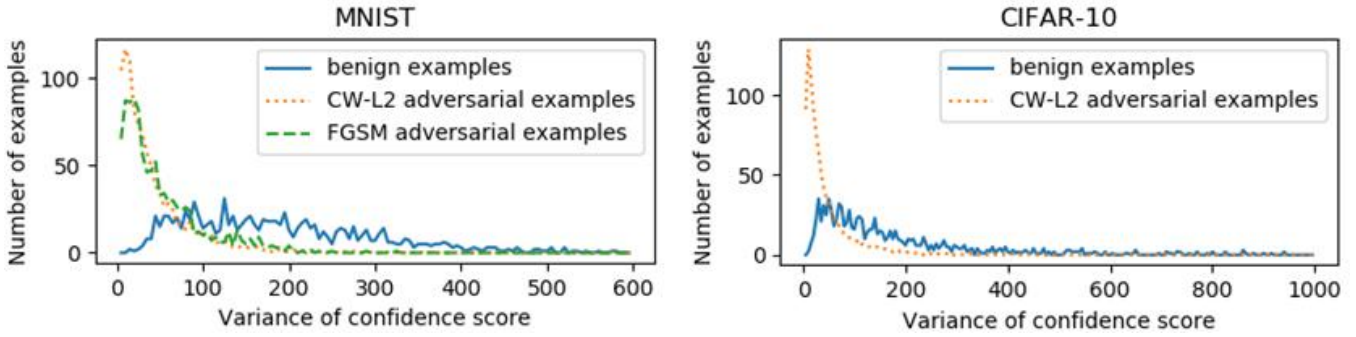 MNIST
Number of examples
100
50
0
benign examples
CW-L2 adversarial examples
FGSM adversarial examples
0 100 200 300 400 500 600
Variance of confidence score
CIFAR-10
Number of examples
100
50
0
benign examples
CW-L2 adversarial examples
0 200 400 600 800 1000
Variance of confidence score